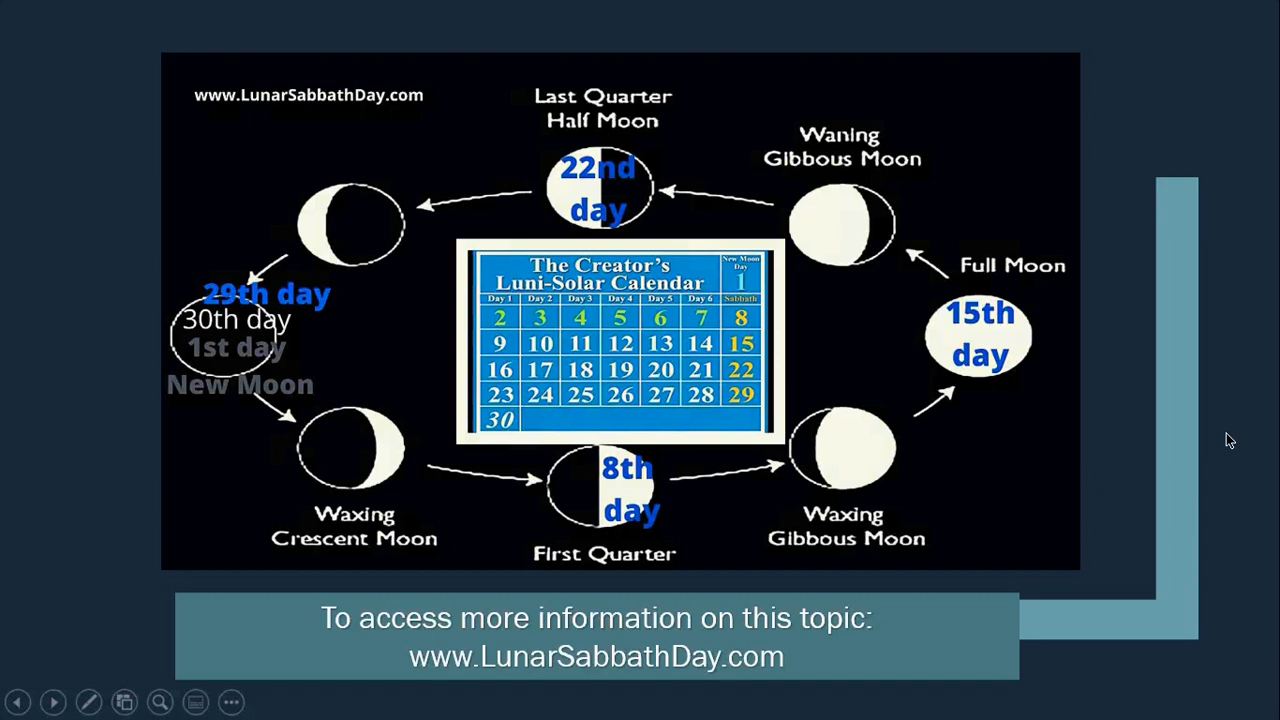 www.LunarSabbathDay.com
Last Quarter
Half Moon
Waning
Gibbous Moon
22nd
day
Full Moon
15th
day
29th day
30th day
1st day
New Moon
The Creator's
Luni-Solar Calendar
New Moon
Day
1
Day 1 Day 2 Day 3 Day 4 Day 5 Day 6 Sabbath
2 3 4 5 6 7 8
9 10 11 12 13 14 15
16 17 18 19 20 21 22
23 24 25 26 27 28 29
30
8th
day
Waxing
Crescent Moon
First Quarter
Waxing
Gibbous Moon
To access more information on this topic:
www.LunarSabbathDay.com